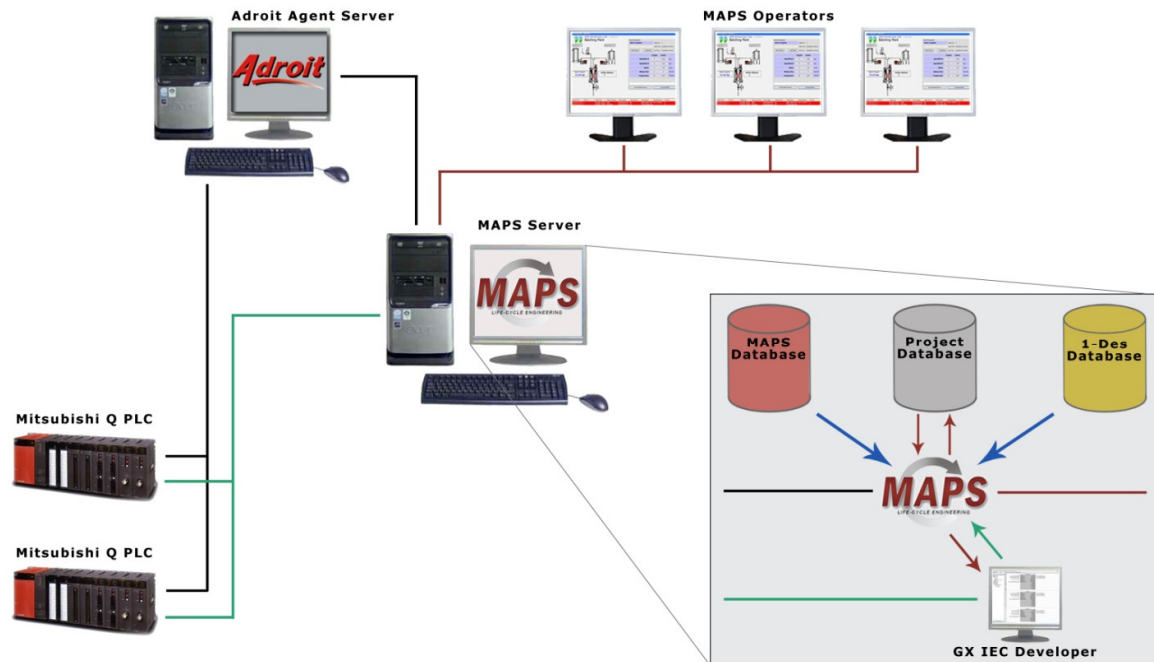 Adroit Agent Server
MAPS Operators
Adroit
MAPS Server
MAPS
LIFE-CYCLE ENGINEERING
MAPS
Database
Project
Database
1-Des
Database
Mitsubishi Q PLC
MAPS
LIFE-CYCLE ENGINEERING
Mitsubishi Q PLC
GX IEC Developer